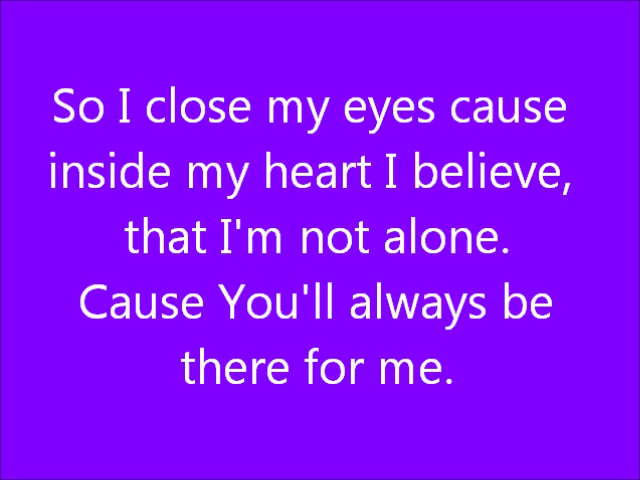 So I close my eyes cause
inside my heart I believe,
that I'm not alone.
Cause You'll always be
there for me.